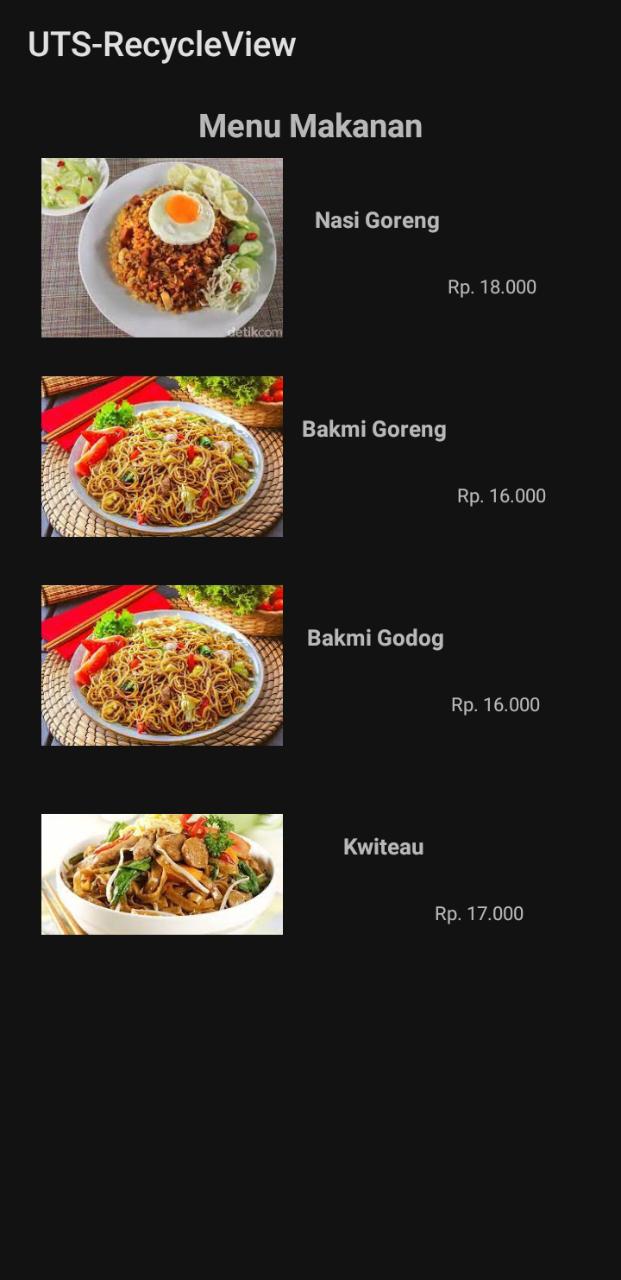 UTS-RecycleView
Menu Makanan
Nasi Goreng
Rp. 18.000
detikcom
Bakmi Goreng
Rp. 16.000
Bakmi Godog
Rp. 16.000
Kwiteau
Rp. 17.000